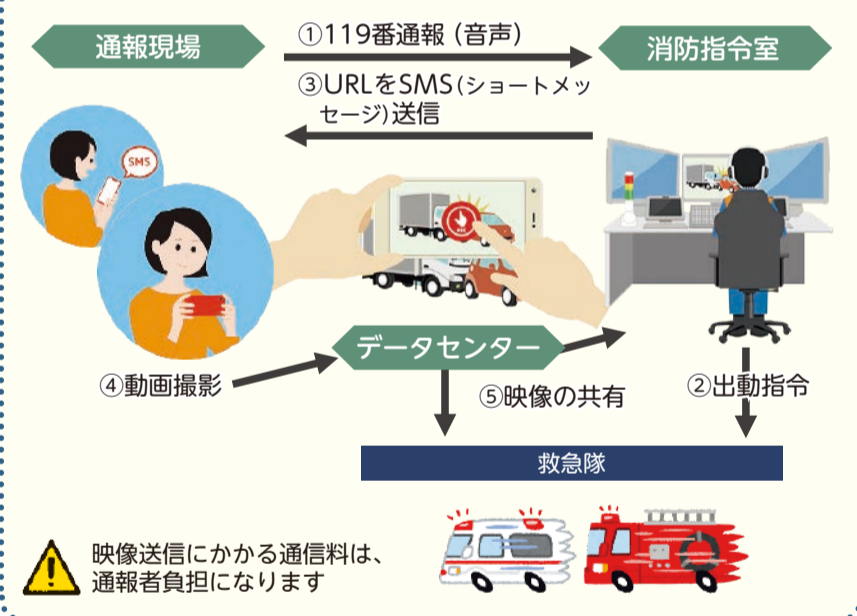 通報現場
①119番通報（音声）
消防指令室
③URLをSMS（ショートメッ
セージ）送信
SMS
データセンター
④動画撮影
⑤映像の共有
②出動指令
救急隊
映像送信にかかる通信料は、
通報者負担になります